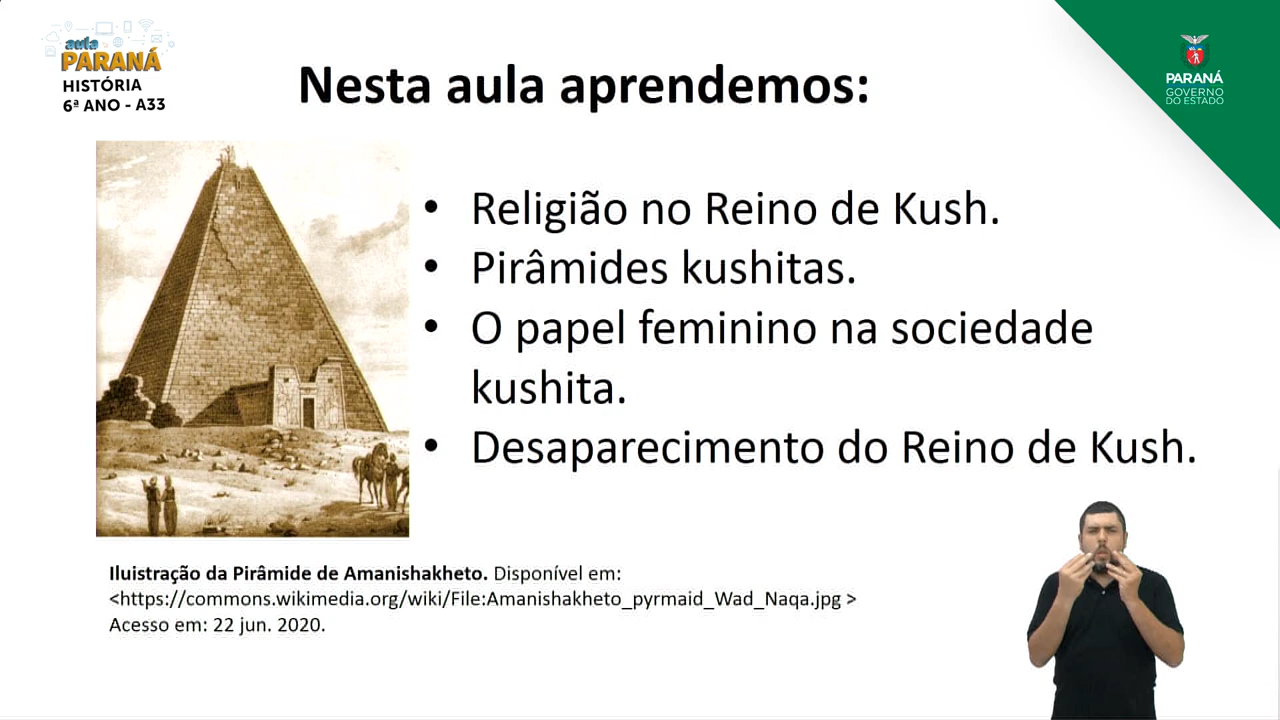 aula
PARANÁ
HISTÓRIA
6ª ANO - A33
Nesta aula aprendemos:
PARANÁ
GOVERNO
DO ESTADO
• Religião no Reino de Kush.
• Pirâmides kushitas.
• O papel feminino na sociedade
kushita.
• Desaparecimento do Reino de Kush.
Iluistração da Pirâmide de Amanishakheto. Disponível em:
<https://commons.wikimedia.org/wiki/File:Amanishakheto_pyrmaid_Wad_Naqa.jpg >
Acesso em: 22 jun. 2020.